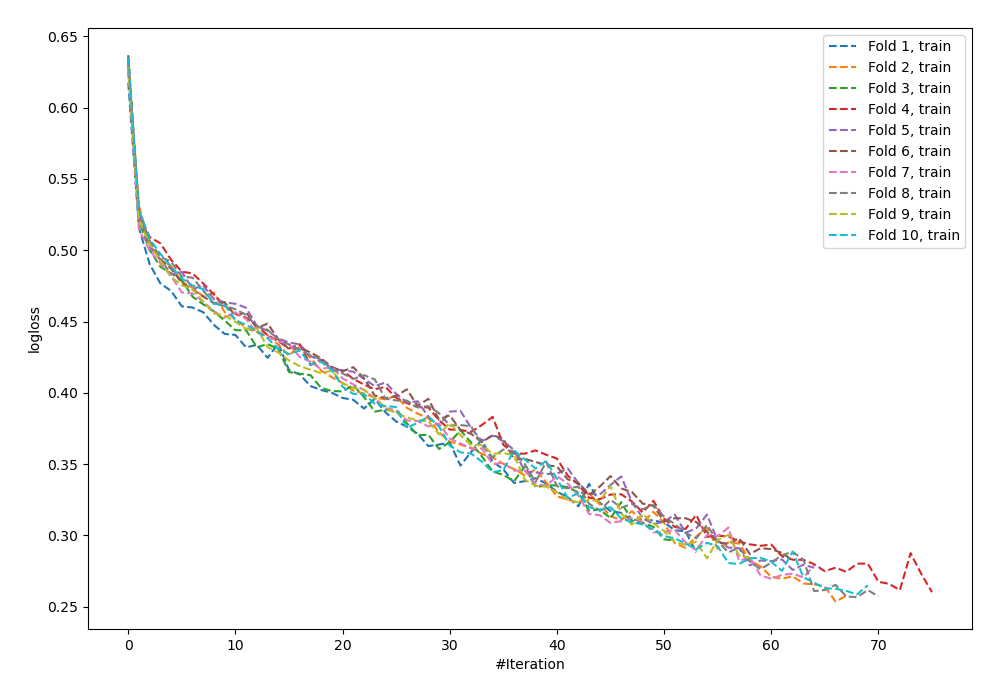 0.65
0.60
0.55
0.50
0.45
0.40
0.35
0.30
0.25
logloss
0 10 20 30 40 50 60 70
#Iteration
Fold 1, train
Fold 2, train
Fold 3, train
Fold 4, train
Fold 5, train
Fold 6, train
Fold 7, train
Fold 8, train
Fold 9, train
Fold 10, train